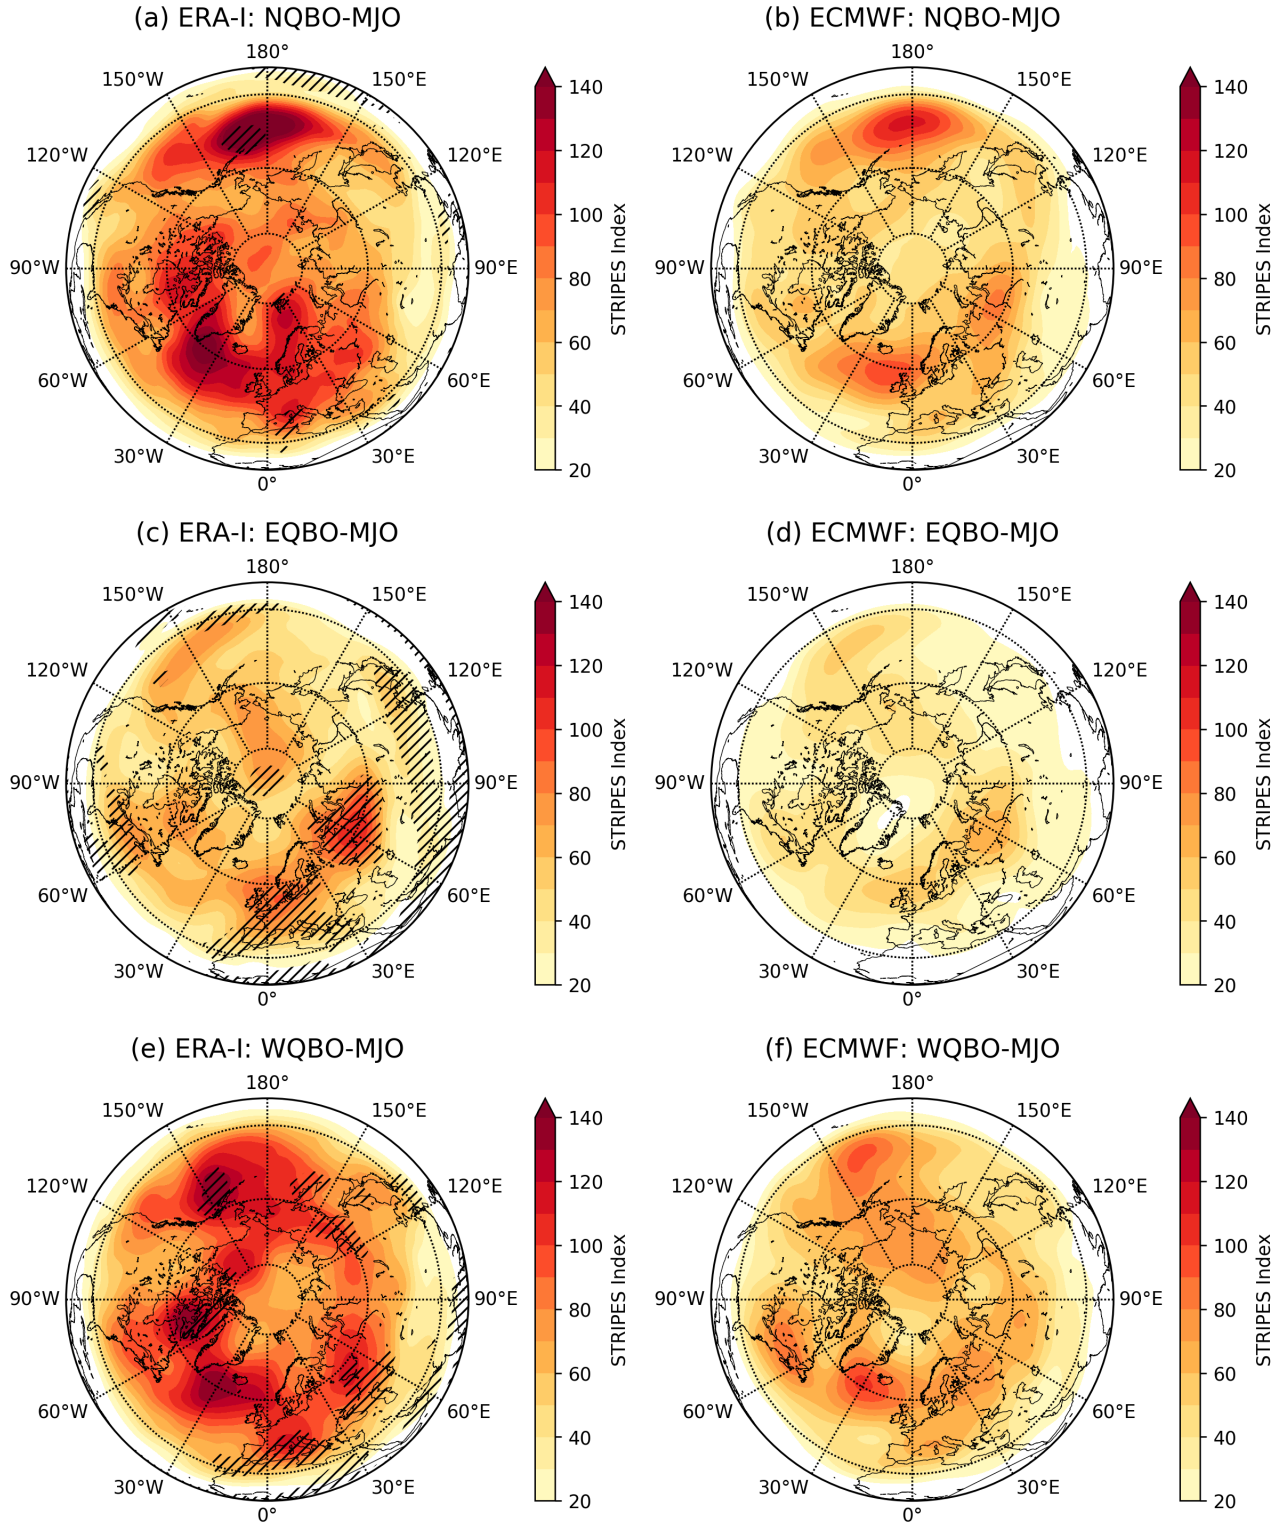 (a) ERA-I: NQBO-MJO
180°
150°W
150°E
120°W
120°E
90°W
90°E
60°W
60°E
30°W
30°E
0°
140
120
100
80
60
40
20
STRIPES Index
(b) ECMWF: NQBO-MJO
180°
150°W
150°E
120°W
120°E
90°W
90°E
60°W
60°E
30°W
30°E
0°
140
120
100
80
60
40
20
STRIPES Index
(c) ERA-I: EQBO-MJO
180°
150°W
150°E
120°W
120°E
90°W
90°E
60°W
60°E
30°W
30°E
0°
140
120
100
80
60
40
20
STRIPES Index
(d) ECMWF: EQBO-MJO
180°
150°W
150°E
120°W
120°E
90°W
90°E
60°W
60°E
30°W
30°E
0°
140
120
100
80
60
40
20
STRIPES Index
(e) ERA-I: WQBO-MJO
180°
150°W
150°E
120°W
120°E
90°W
90°E
60°W
60°E
30°W
30°E
0°
140
120
100
80
60
40
20
STRIPES Index
(f) ECMWF: WQBO-MJO
180°
150°W
150°E
120°W
120°E
90°W
90°E
60°W
60°E
30°W
30°E
0°
140
120
100
80
60
40
20
STRIPES Index